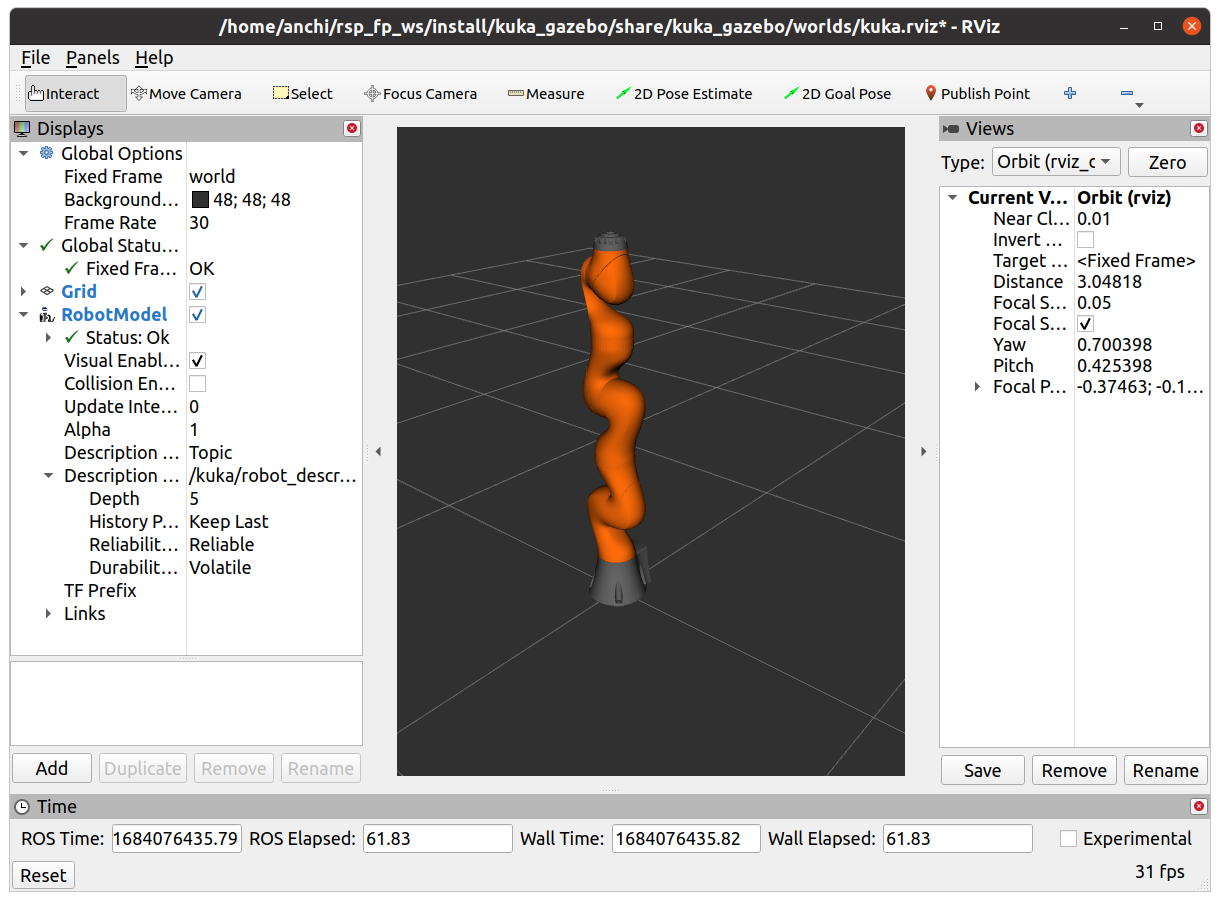 /home/anchi/rsp_fp_ws/install/kuka_gazebo/share/kuka_gazebo/worlds/kuka.rviz* - RViz
File Panels Help
Interact Move Camera Select Focus Camera Measure 2D Pose Estimate 2D Goal Pose Publish Point
Displays
Global Options
Fixed Frame world
Background... 48; 48; 48
Frame Rate 30
Global Statu...
Fixed Fra... OK
Grid
RobotModel
Status: Ok
Visual Enabl...
Collision En...
Update Inte... 0
Alpha 1
Description ... Topic
Description ... /kuka/robot_descr...
Depth 5
History P... Keep Last
Reliabilit... Reliable
Durabilit... Volatile
TF Prefix
Links
Add Duplicate Remove Rename
Views
Type: Orbit (rviz_c Zero
Current V... Orbit (rviz)
Near Cl... 0.01
Invert ...
Target ... <Fixed Frame>
Distance 3.04818
Focal S... 0.05
Focal S...
Yaw 0.700398
Pitch 0.425398
Focal P... -0.37463; -0.1...
Save Remove Rename
Time
ROS Time: 1684076435.79 ROS Elapsed: 61.83 Wall Time: 1684076435.82 Wall Elapsed: 61.83 Experimental
Reset 31 fps